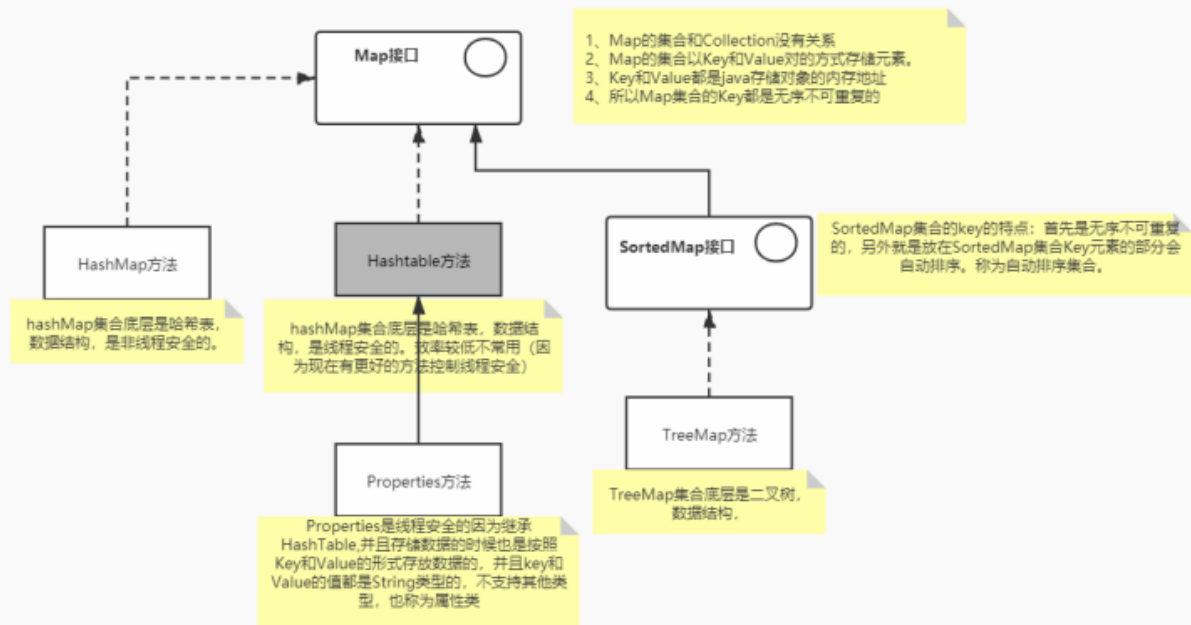 Map接口
1、Map的集合和Collection没有关系
2、Map的集合以Key和Value对的方式存储元素。
3、Key和Value都是java存储对象的内存地址
4、所以Map集合的Key都是无序不可重复的
HashMap方法
hashMap集合底层是哈希表，
数据结构，是非线程安全的。
Hashtable方法
hashMap集合底层是哈希表，数据结
构，是线程安全的。效率较低不常用（因
为现在有更好的方法控制线程安全）
SortedMap接口
SortedMap集合的key的特点：首先是无序不可重复
的，另外就是放在SortedMap集合Key元素的部分会
自动排序。称为自动排序集合。
Properties方法
Properties是线程安全的因为继承
HashTable,并且存储数据的时候也是按照
Key和Value的形式存放数据的，并且key和
Value的值都是String类型的，不支持其他类
型，也称为属性类
TreeMap方法
TreeMap集合底层是二叉树，
数据结构，